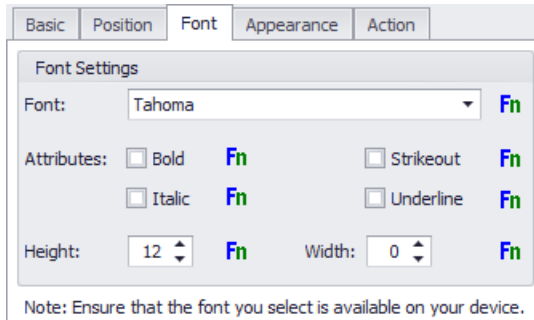 Basic Position Font Appearance Action
Font Settings
Font: Tahoma Fn
Attributes: Bold Fn Strikeout Fn
Italic Fn Underline Fn
Height: 12 Fn Width: 0 Fn
Note: Ensure that the font you select is available on your device.